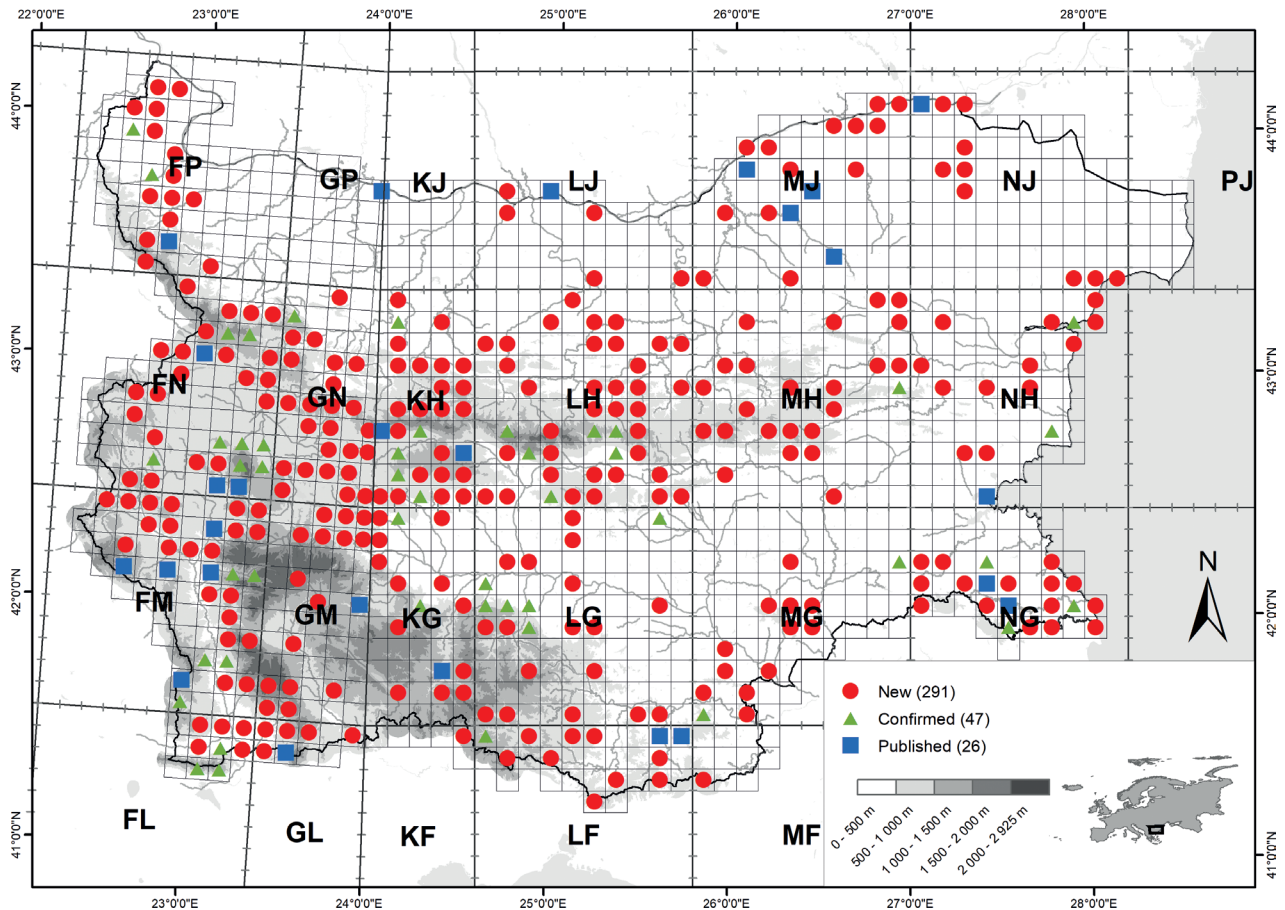 22°0'0"E 23°0'0"E 24°0'0"E 25°0'0"E 26°0'0"E 27°0'0"E 28°0'0"E
44°0'0"N 44°0'0"N
FP GP KJ LJ MJ NJ PJ
43°0'0"N 43°0'0"N
FN GN KH LH MH NH
42°0'0"N 42°0'0"N
FM GM KG LG MG NG
N
New (291)
Confirmed (47)
Published (26)
0 - 500 m
500 - 1 000 m
1 000 - 1 500 m
1 500 - 2 000 m
2 000 - 2 925 m
FL GL KF LF MF
41°0'0"N 41°0'0"N
23°0'0"E 24°0'0"E 25°0'0"E 26°0'0"E 27°0'0"E 28°0'0"E